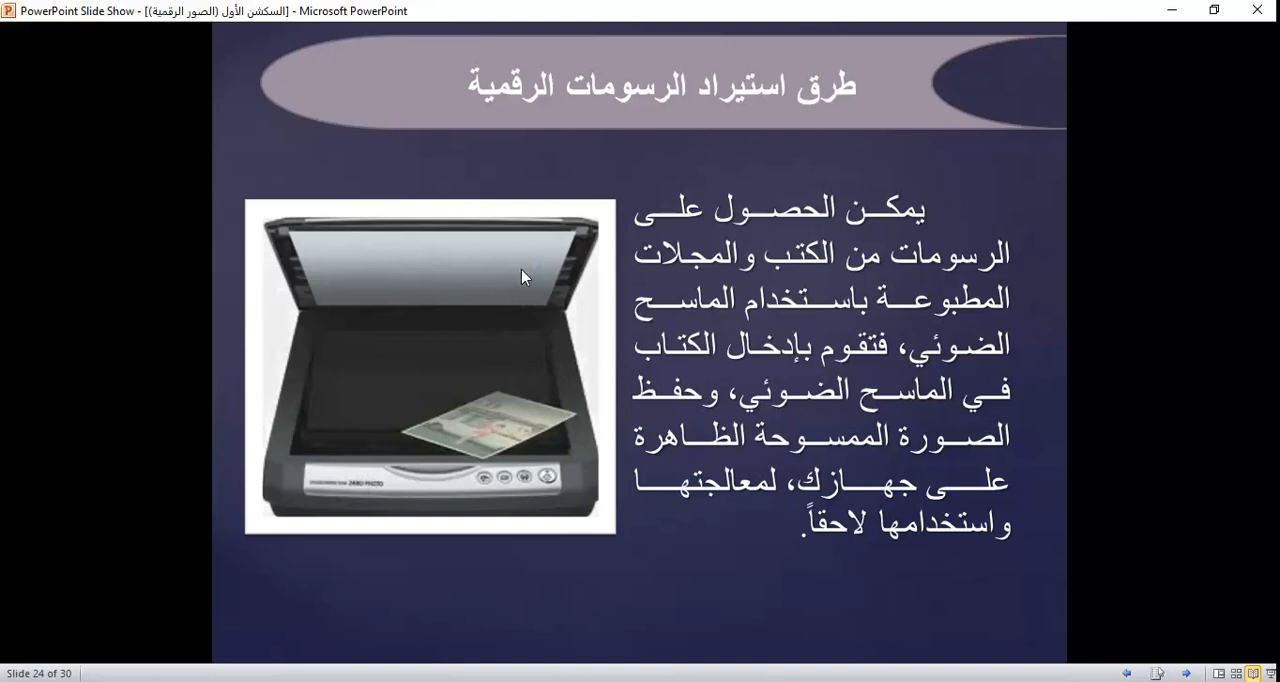 PowerPoint Slide Show - [السكشن الأول (الصور الرقمية)] - Microsoft PowerPoint
طرق استيراد الرسومات الرقمية
يمكن الحصول على
الرسومات من الكتب والمجلات
المطبوعة باستخدام الماسح
الضوئي، فتقوم بإدخال الكتاب
في الماسح الضوئي، وحفظ
الصورة الممسوحة الظاهرة
على جهازك، لمعالجتها
واستخدامها لاحقاً.
2480 PHOTO
Slide 24 of 30